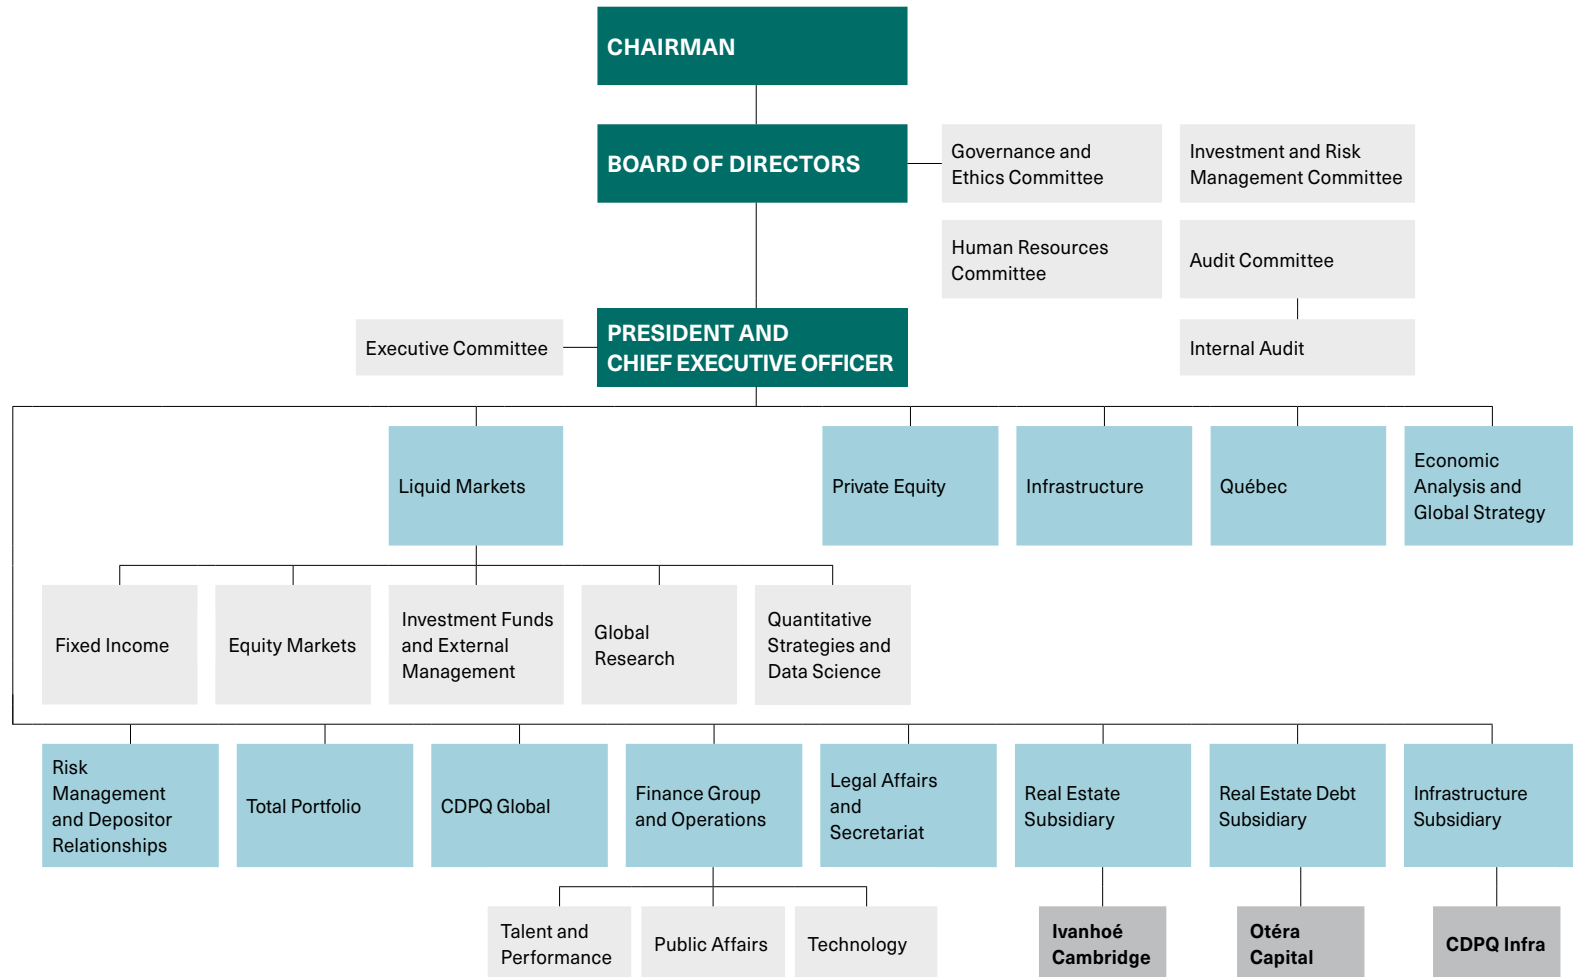 CHAIRMAN
BOARD OF DIRECTORS
Governance and
Ethics Committee
Investment and Risk
Management Committee
Human Resources
Committee
Audit Committee
Executive Committee
PRESIDENT AND
CHIEF EXECUTIVE OFFICER
Internal Audit
Liquid Markets
Private Equity
Infrastructure
Québec
Economic
Analysis and
Global Strategy
Fixed Income
Equity Markets
Investment Funds
and External
Management
Global
Research
Quantitative
Strategies and
Data Science
Risk
Management
and Depositor
Relationships
Total Portfolio
CDPQ Global
Finance Group
and Operations
Legal Affairs
and
Secretariat
Real Estate
Subsidiary
Real Estate Debt
Subsidiary
Infrastructure
Subsidiary
Talent and
Performance
Public Affairs
Technology
Ivanhoé
Cambridge
Otéra
Capital
CDPQ Infra